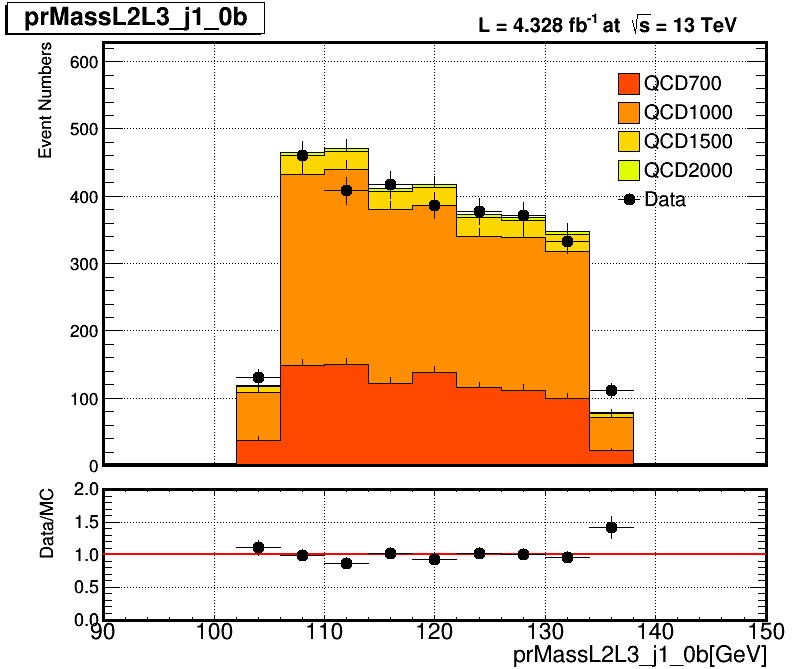 prMassL2L3_j1_0b
L = 4.328 fb⁻¹ at √s = 13 TeV
Event Numbers
600
500
400
300
200
100
0
QCD700
QCD1000
QCD1500
QCD2000
Data
Data/MC
2.0
1.5
1.0
0.5
0.0
90 100 110 120 130 140 150
prMassL2L3_j1_0b[GeV]